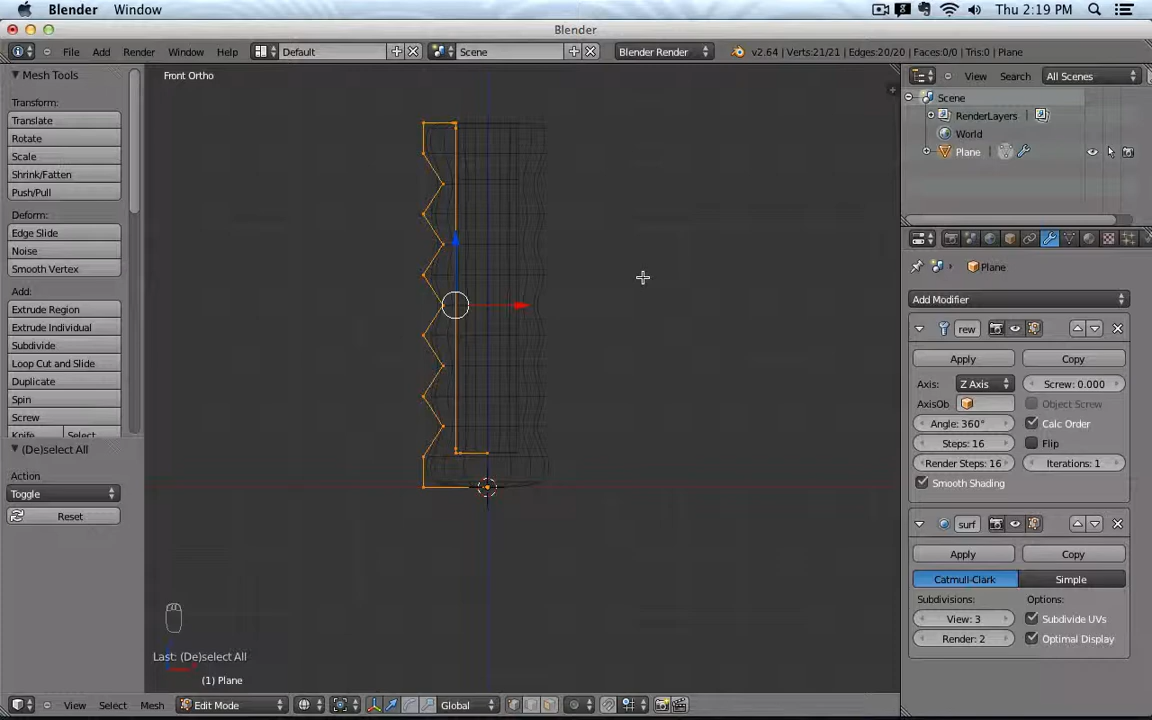 Blender Window Thu 2:19 PM
Blender
File Add Render Window Help Default Scene Blender Render v2.64 | Verts:21/21 | Edges:20/20 | Faces:0/0 | Tris:0 | Plane
Mesh Tools
Transform:
Translate
Rotate
Scale
Shrink/Fatten
Push/Pull
Deform:
Edge Slide
Noise
Smooth Vertex
Add:
Extrude Region
Extrude Individual
Subdivide
Loop Cut and Slide
Duplicate
Spin
Screw
Knife Select
(De)select All
Action
Toggle
Reset
Front Ortho
Last: (De)select All
(1) Plane
View Select Mesh Edit Mode Global
View Search All Scenes
Scene
RenderLayers
World
Plane
Plane
Add Modifier
rew
Apply Copy
Axis: Z Axis Screw: 0.000
AxisOb Object Screw
Angle: 360° Calc Order
Steps: 16 Flip
Render Steps: 16 Iterations: 1
Smooth Shading
surf
Apply Copy
Catmull-Clark Simple
Subdivisions: Options:
View: 3 Subdivide UVs
Render: 2 Optimal Display